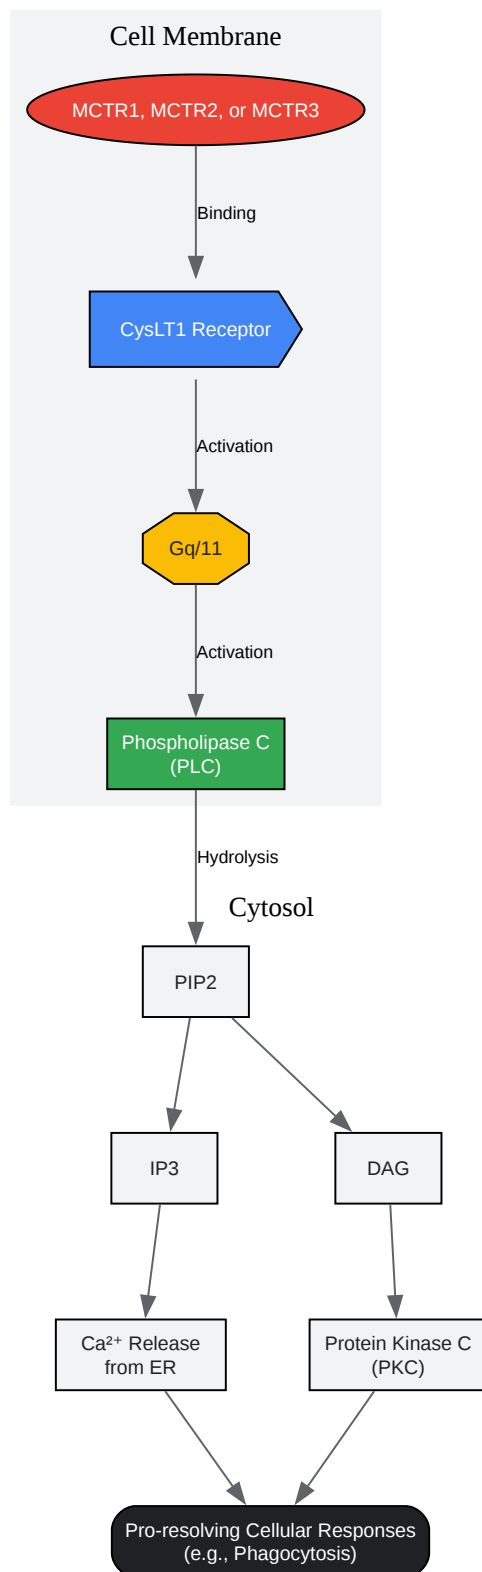 Cell Membrane
MCTR1, MCTR2, or MCTR3
Binding
CysLT1 Receptor
Activation
Gq/11
Activation
Phospholipase C
(PLC)
Hydrolysis
Cytosol
PIP2
IP3
DAG
Ca²⁺ Release
from ER
Protein Kinase C
(PKC)
Pro-resolving Cellular Responses
(e.g., Phagocytosis)